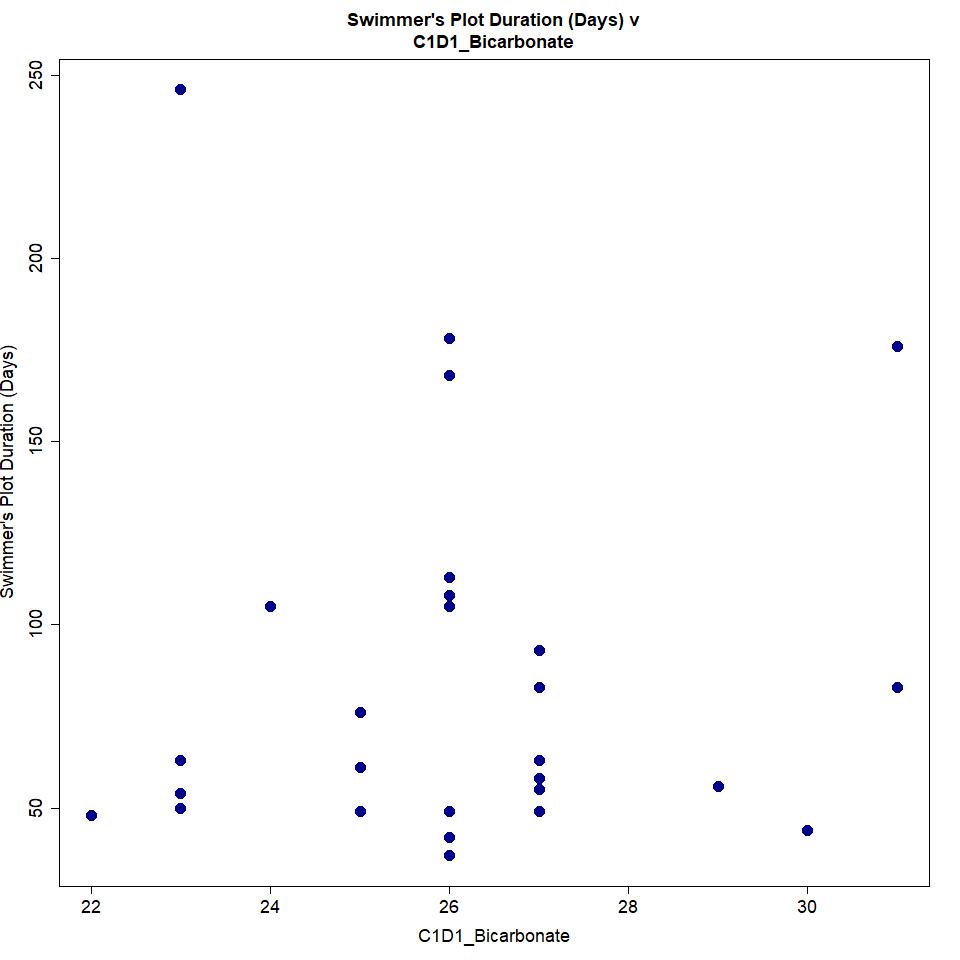 Swimmer's Plot Duration (Days) v
C1D1_Bicarbonate
Swimmer's Plot Duration (Days)
250
200
150
100
50
22 24 26 28 30
C1D1_Bicarbonate